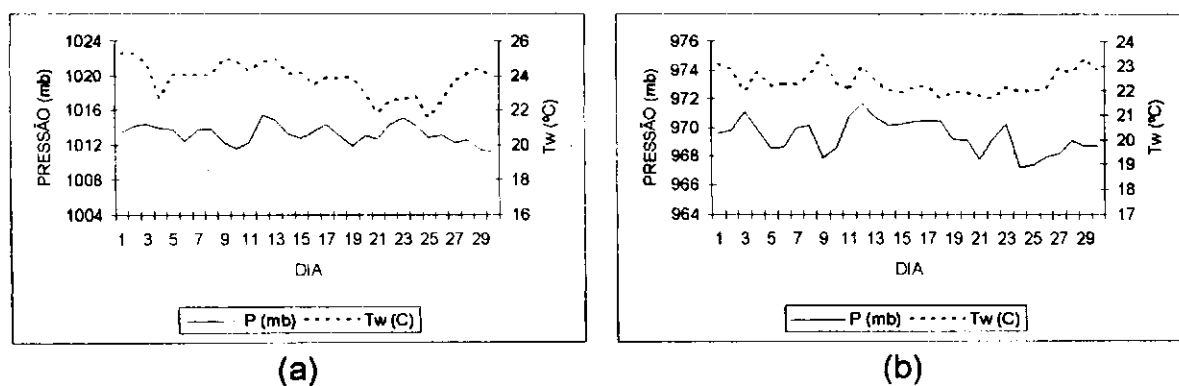 1024
1020
1016
1012
1008
1004
PRESSÃO (mb)
26
24
22
20
18
16
Tw (ºC)
1 3 5 7 9 11 13 15 17 19 21 23 25 27 29
DIA
P (mb) Tw (C)
(a)
976
974
972
970
968
966
964
PRESSÃO (mb)
24
23
22
21
20
19
18
17
Tw (ºC)
1 3 5 7 9 11 13 15 17 19 21 23 25 27 29
DIA
P (mb) Tw (C)
(b)